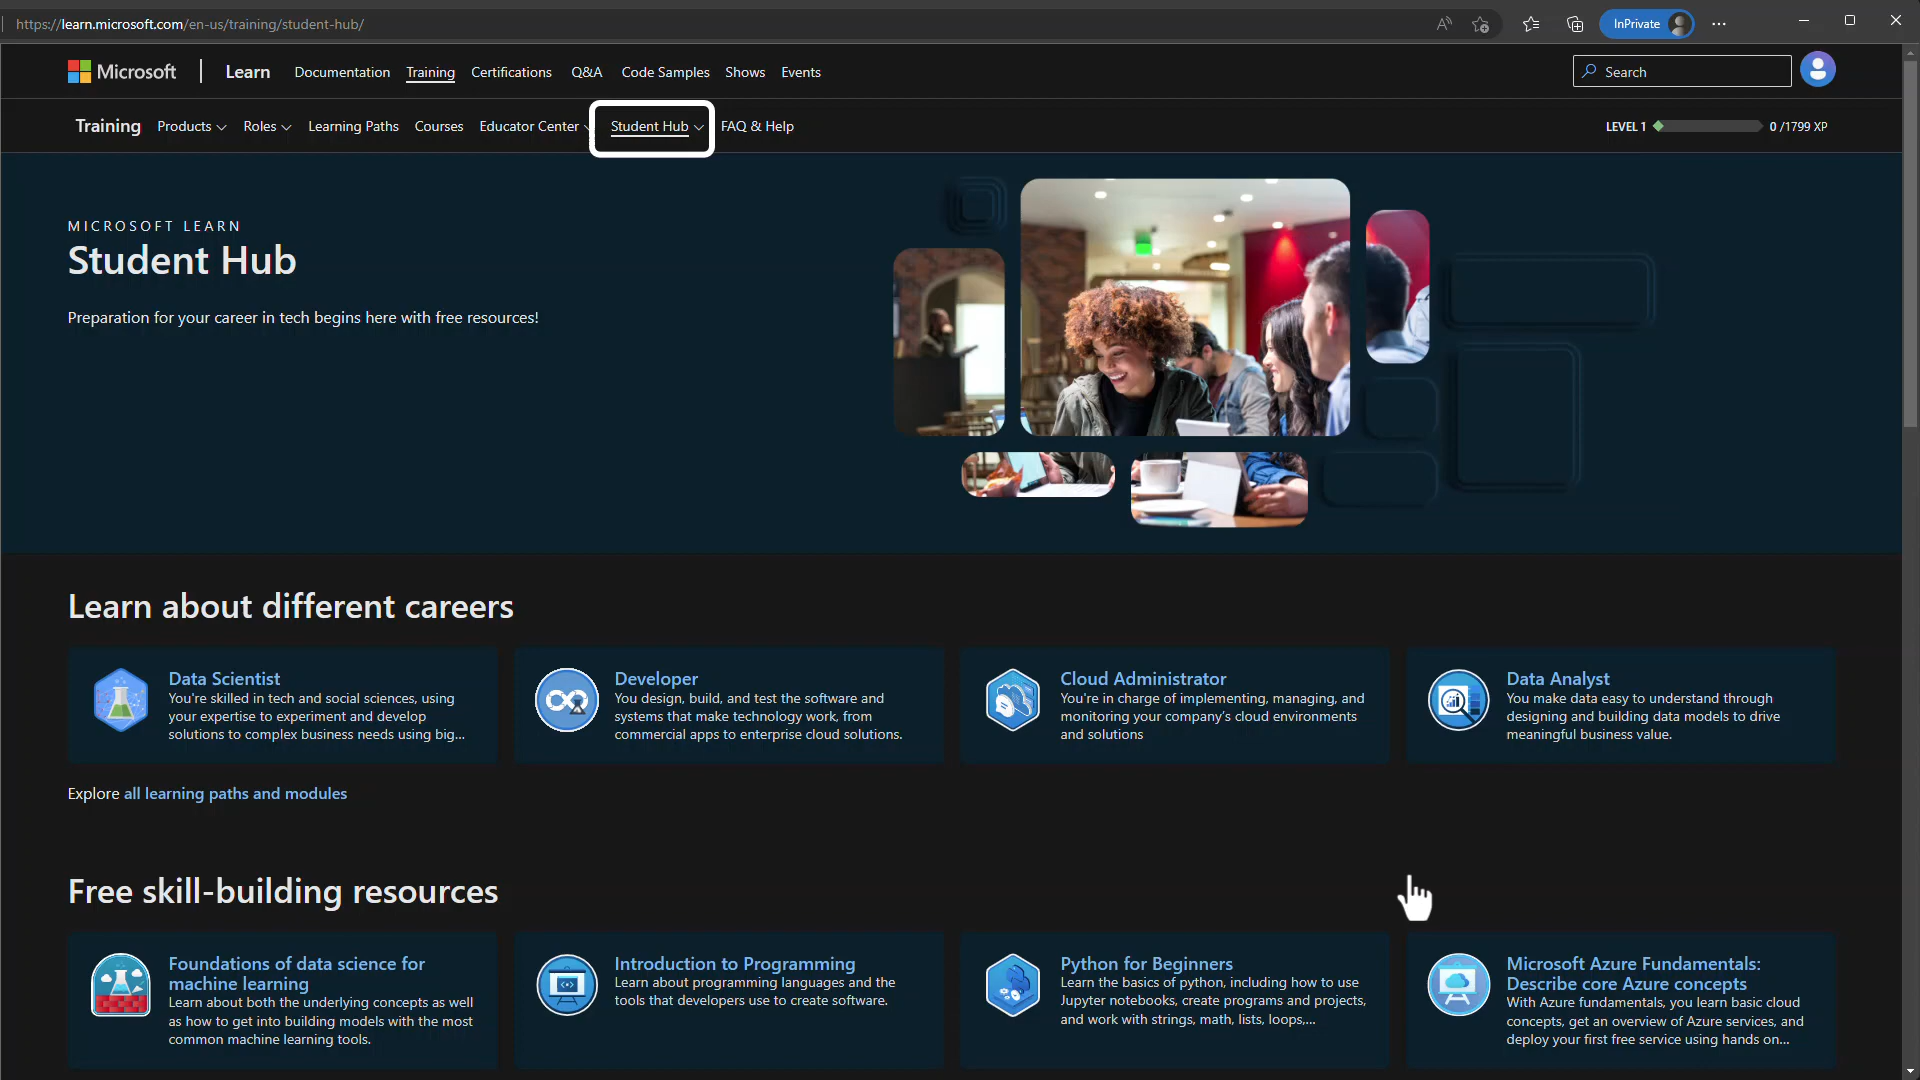 https://learn.microsoft.com/en-us/training/student-hub/
InPrivate
Microsoft Learn Documentation Training Certifications Q&A Code Samples Shows Events
Search
Training Products Roles Learning Paths Courses Educator Center Student Hub FAQ & Help
LEVEL 1 0 /1799 XP
MICROSOFT LEARN
Student Hub
Preparation for your career in tech begins here with free resources!
Learn about different careers
Data Scientist
You're skilled in tech and social sciences, using
your expertise to experiment and develop
solutions to complex business needs using big...
Developer
You design, build, and test the software and
systems that make technology work, from
commercial apps to enterprise cloud solutions.
Cloud Administrator
You're in charge of implementing, managing, and
monitoring your company's cloud environments
and solutions
Data Analyst
You make data easy to understand through
designing and building data models to drive
meaningful business value.
Explore all learning paths and modules
Free skill-building resources
Foundations of data science for
machine learning
Learn about both the underlying concepts as well
as how to get into building models with the most
common machine learning tools.
Introduction to Programming
Learn about programming languages and the
tools that developers use to create software.
Python for Beginners
Learn the basics of python, including how to use
Jupyter notebooks, create programs and projects,
and work with strings, math, lists, loops,...
Microsoft Azure Fundamentals:
Describe core Azure concepts
With Azure fundamentals, you learn basic cloud
concepts, get an overview of Azure services, and
deploy your first free service using hands on...